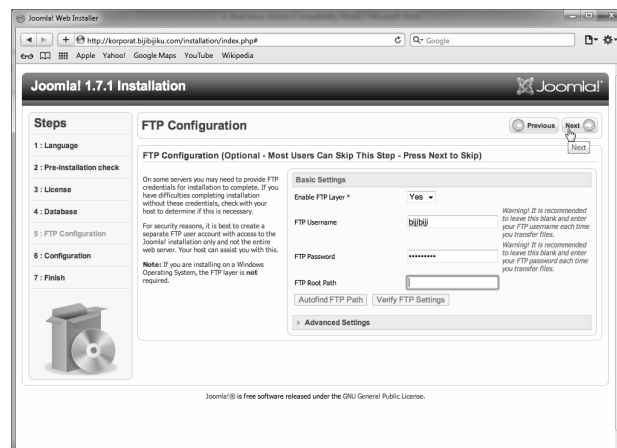 Joomla! Web Installer
http://korporat.bijibijiku.com/installation/index.php#
Google
Apple Yahoo! Google Maps YouTube Wikipedia
Joomla! 1.7.1 Installation
Joomla!
Steps
1 : Language
2 : Pre-installation check
3 : License
4 : Database
5 : FTP Configuration
6 : Configuration
7 : Finish
FTP Configuration
Previous
Next
Next
FTP Configuration (Optional - Most Users Can Skip This Step - Press Next to Skip)
On some servers you may need to provide FTP
credentials for installation to complete. If you
have difficulties completing installation
without these credentials, check with your
host to determine if this is necessary.
For security reasons, it is best to create a
separate FTP user account with access to the
Joomla! installation only and not the entire
web server. Your host can assist you with this.
Note: If you are installing on a Windows
Operating System, the FTP layer is not
required.
Basic Settings
Enable FTP Layer * Yes
FTP Username bijibiji
Warning! It is recommended
to leave this blank and enter
your FTP username each time
you transfer files.
FTP Password •••••••••
Warning! It is recommended
to leave this blank and enter
your FTP password each time
you transfer files.
FTP Root Path
Autofind FTP Path Verify FTP Settings
Advanced Settings
Joomla!® is free software released under the GNU General Public License.